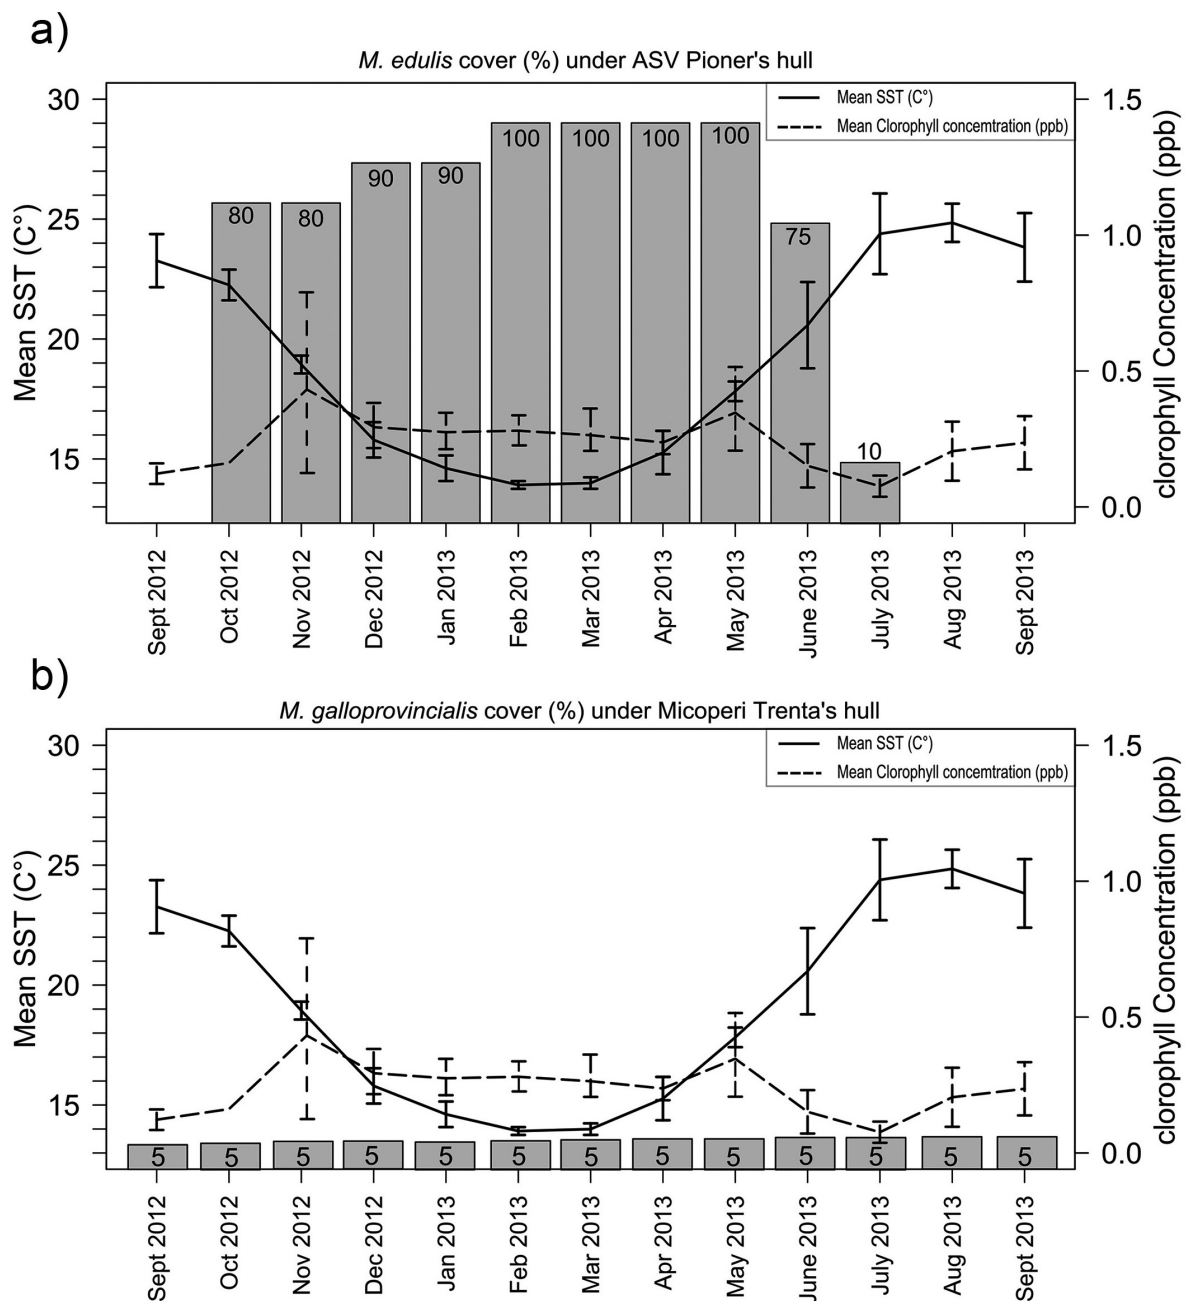 a)
M. edulis cover (%) under ASV Pioner's hull
Mean SST (C°)
Mean Clorophyll concemtration (ppb)
30
25
20
15
Mean SST (C°)
1.5
1.0
0.5
0.0
clorophyll Concentration (ppb)
80
80
90
90
100
100
100
100
75
10
Sept 2012
Oct 2012
Nov 2012
Dec 2012
Jan 2013
Feb 2013
Mar 2013
Apr 2013
May 2013
June 2013
July 2013
Aug 2013
Sept 2013
b)
M. galloprovincialis cover (%) under Micoperi Trenta's hull
Mean SST (C°)
Mean Clorophyll concemtration (ppb)
30
25
20
15
Mean SST (C°)
1.5
1.0
0.5
0.0
clorophyll Concentration (ppb)
5
5
5
5
5
5
5
5
5
5
5
5
5
Sept 2012
Oct 2012
Nov 2012
Dec 2012
Jan 2013
Feb 2013
Mar 2013
Apr 2013
May 2013
June 2013
July 2013
Aug 2013
Sept 2013